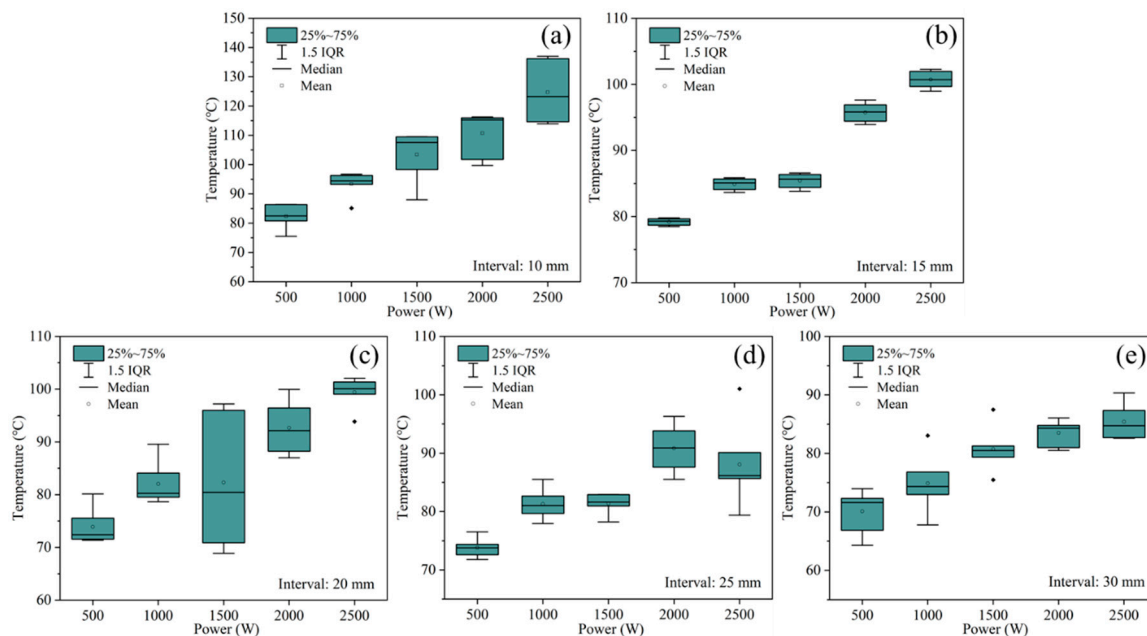 (a)
25%~75%
1.5 IQR
Median
Mean
Temperature (℃)
150
140
130
120
110
100
90
80
70
60
500 1000 1500 2000 2500
Power (W)
Interval: 10 mm
(b)
25%~75%
1.5 IQR
Median
Mean
Temperature (℃)
110
100
90
80
70
500 1000 1500 2000 2500
Power (W)
Interval: 15 mm
(c)
25%~75%
1.5 IQR
Median
Mean
Temperature (℃)
110
100
90
80
70
60
500 1000 1500 2000 2500
Power (W)
Interval: 20 mm
(d)
25%~75%
1.5 IQR
Median
Mean
Temperature (℃)
110
100
90
80
70
500 1000 1500 2000 2500
Power (W)
Interval: 25 mm
(e)
25%~75%
1.5 IQR
Median
Mean
Temperature (℃)
100
90
80
70
60
500 1000 1500 2000 2500
Power (W)
Interval: 30 mm